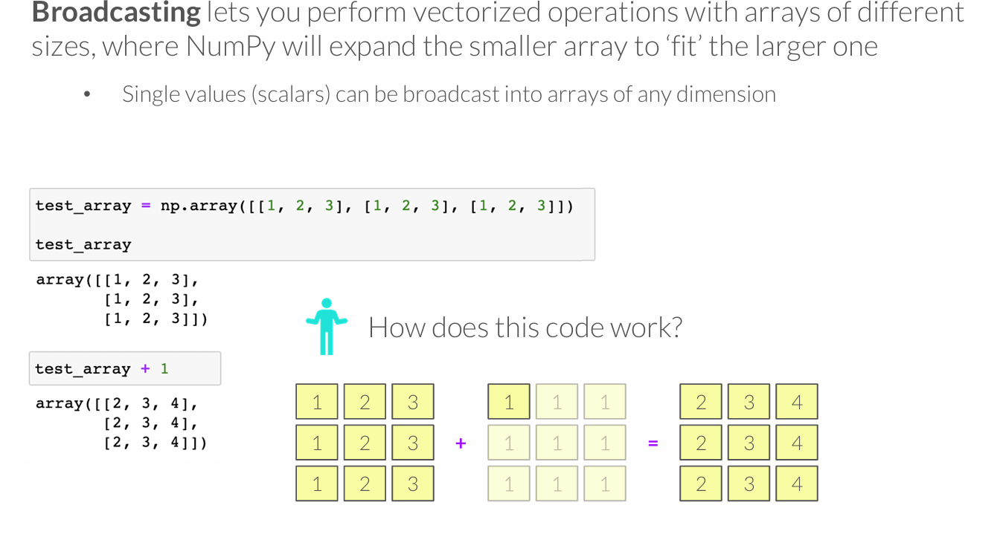 Broadcasting lets you perform vectorized operations with arrays of different
sizes, where NumPy will expand the smaller array to ‘fit’ the larger one
• Single values (scalars) can be broadcast into arrays of any dimension
test_array = np.array([[1, 2, 3], [1, 2, 3], [1, 2, 3]])
test_array
array([[1, 2, 3],
[1, 2, 3],
[1, 2, 3]])
How does this code work?
test_array + 1
array([[2, 3, 4],
[2, 3, 4],
[2, 3, 4]])
1 2 3 1 1 1 2 3 4
1 2 3 + 1 1 1 = 2 3 4
1 2 3 1 1 1 2 3 4